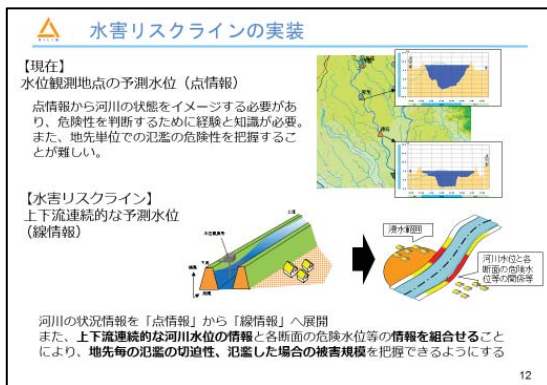 水害リスクラインの実装
【現在】
水位観測地点の予測水位（点情報）
点情報から河川の状態をイメージする必要があ
り、危険性を判断するために経験と知識が必要。
また、地先単位での氾濫の危険性を把握するこ
とが難しい。
【水害リスクライン】
上下流連続的な予測水位
（線情報）
浸水範囲
河川水位と各
断面の危険水
位等の関係等
河川の状況情報を「点情報」から「線情報」へ展開
また、上下流連続的な河川水位の情報と各断面の危険水位等の情報を組合せること
により、地先毎の氾濫の切迫性、氾濫した場合の被害規模を把握できるようにする
12